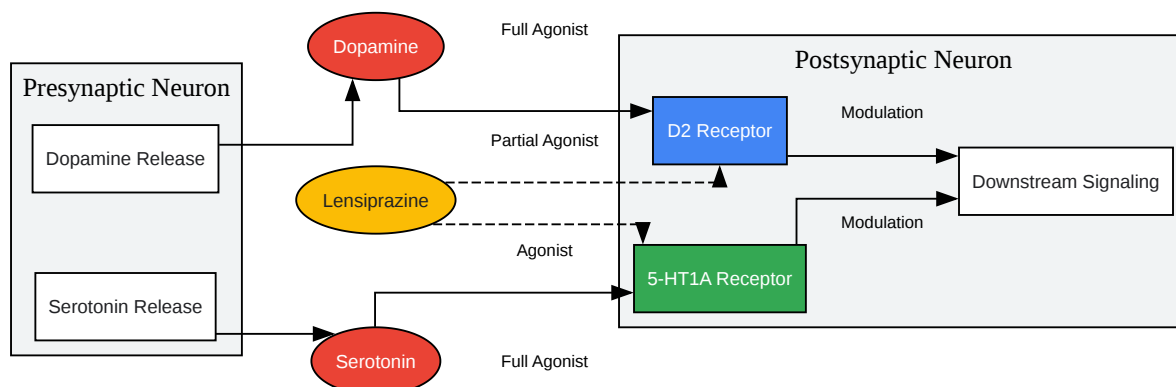 Full Agonist
Dopamine
Presynaptic Neuron
Postsynaptic Neuron
Modulation
D2 Receptor
Partial Agonist
Dopamine Release
Lensiprazine
Downstream Signaling
Modulation
Agonist
5-HT1A Receptor
Serotonin Release
Serotonin
Full Agonist